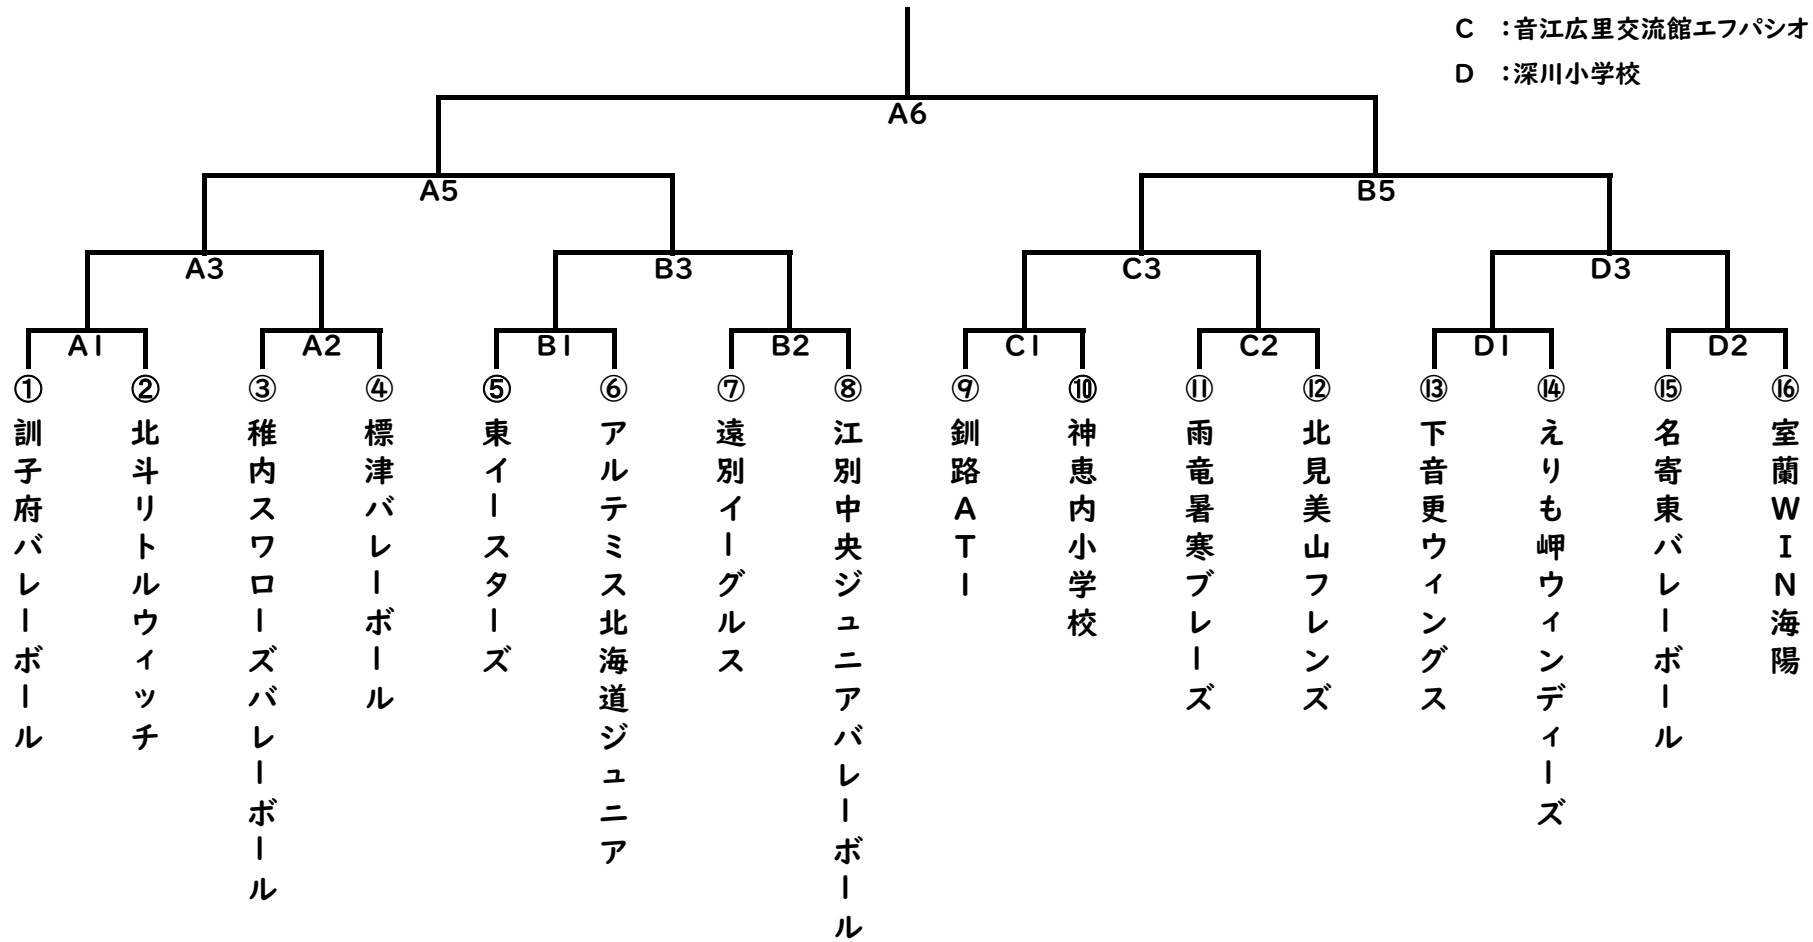 C :音江広里交流館エフパシオ
D :深川小学校
A6
A5
B5
A3
B3
C3
D3
A1
A2
B1
B2
C1
C2
D1
D2
① 訓子府バレーボール
② 北斗リトルウィッチ
③ 稚内スワローズバレーボール
④ 標津バレーボール
⑤ 東イースターズ
⑥ アルテミス北海道ジュニア
⑦ 遠別イーグルス
⑧ 江別中央ジュニアバレーボール
⑨ 釧路ATI
⑩ 神恵内小学校
⑪ 雨竜暑寒ブレーズ
⑫ 北見美山フレンズ
⑬ 下音更ウィングス
⑭ えりも岬ウィンディーズ
⑮ 名寄東バレーボール
⑯ 室蘭WIN海陽